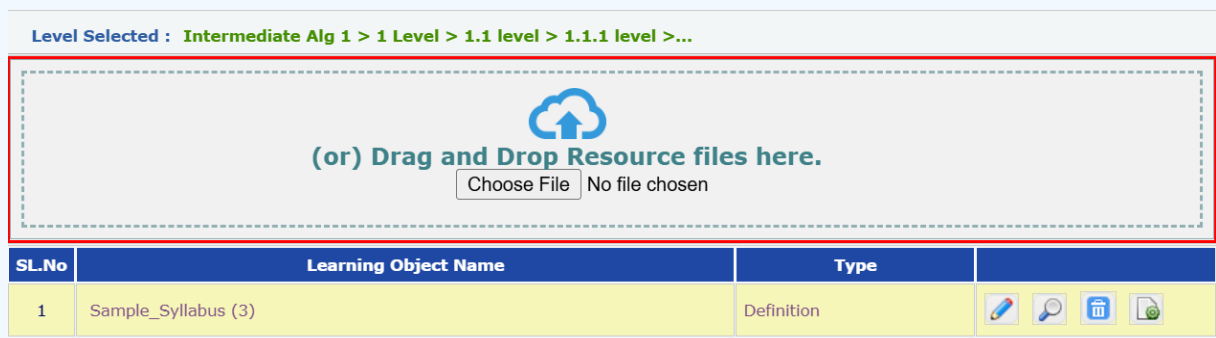 Level Selected : Intermediate Alg 1 > 1 Level > 1.1 level > 1.1.1 level >...
(or) Drag and Drop Resource files here.
Choose File No file chosen
SL.No Learning Object Name Type
1 Sample_Syllabus (3) Definition